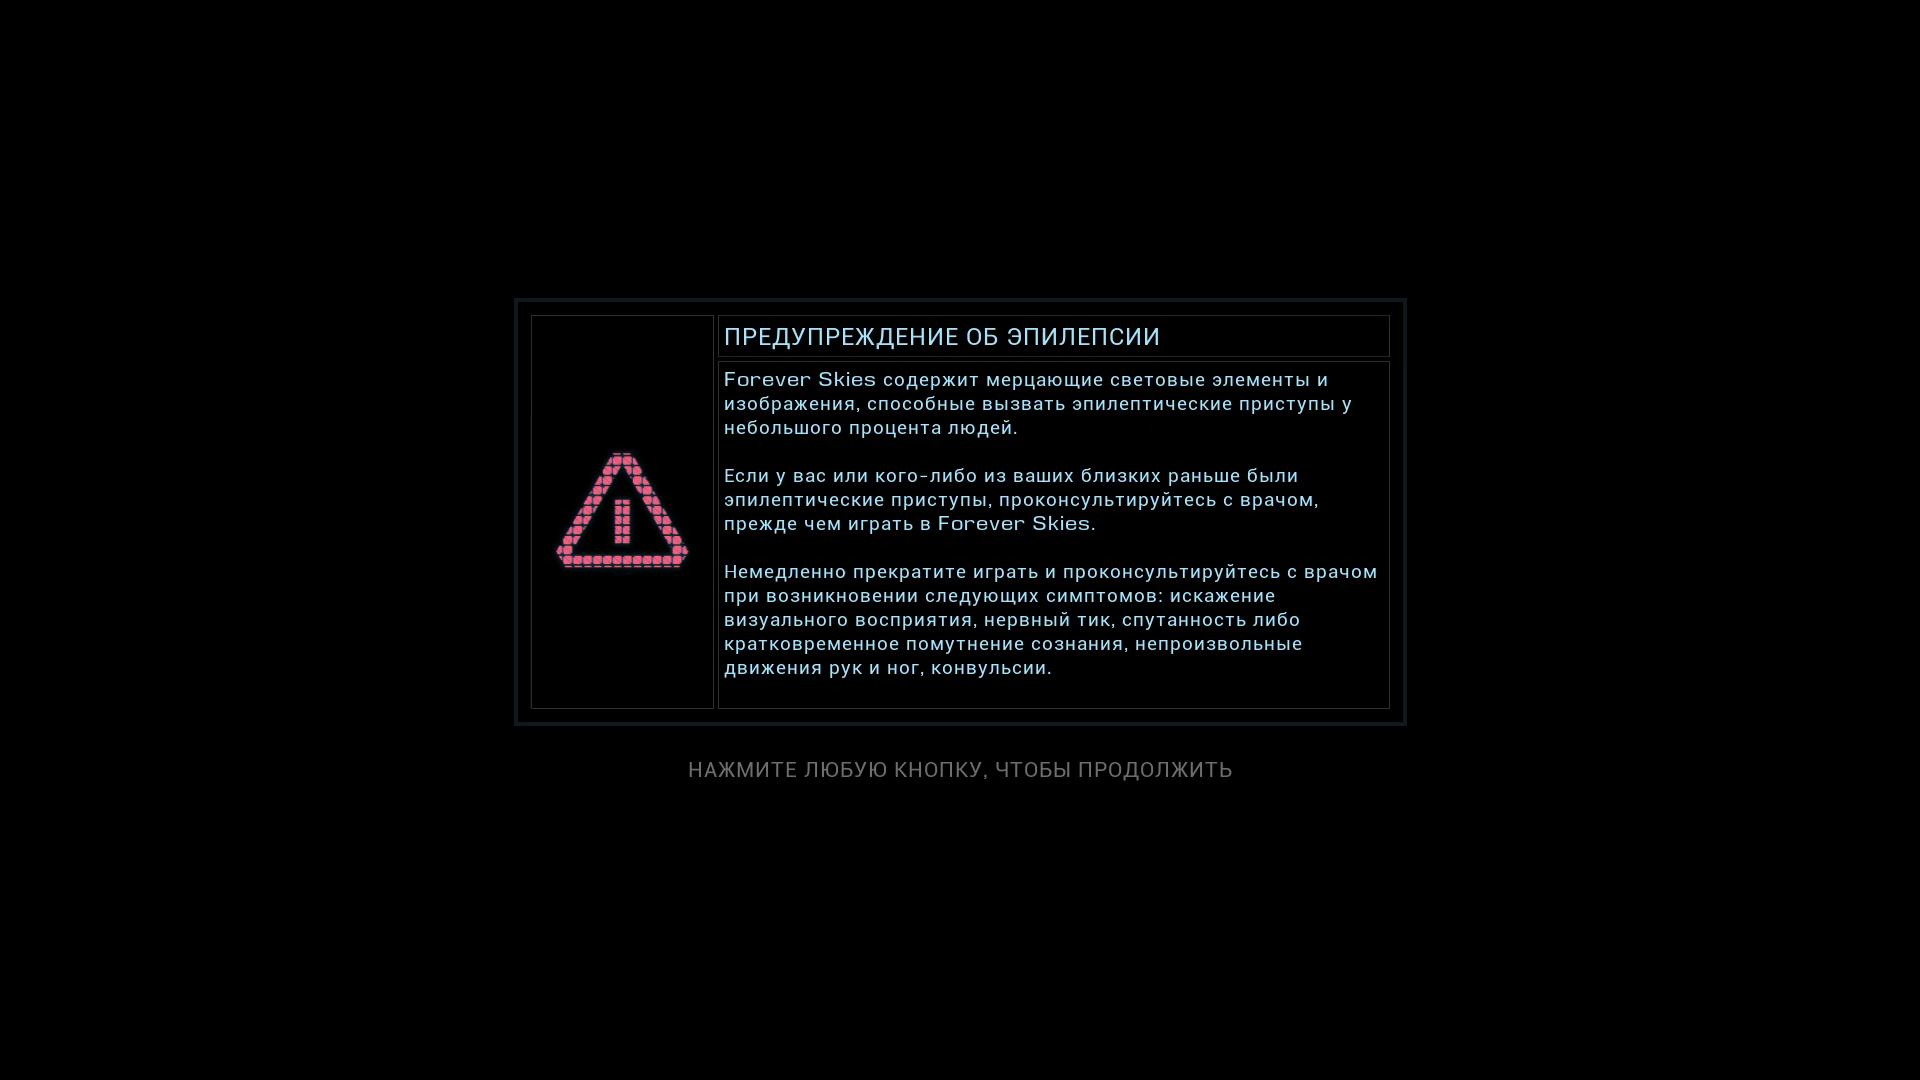 ПРЕДУПРЕЖДЕНИЕ ОБ ЭПИЛЕПСИИ
Forever Skies содержит мерцающие световые элементы и
изображения, способные вызвать эпилептические приступы у
небольшого процента людей.
Если у вас или кого-либо из ваших близких раньше были
эпилептические приступы, проконсультируйтесь с врачом,
прежде чем играть в Forever Skies.
Немедленно прекратите играть и проконсультируйтесь с врачом
при возникновении следующих симптомов: искажение
визуального восприятия, нервный тик, спутанность либо
кратковременное помутнение сознания, непроизвольные
движения рук и ног, конвульсии.
НАЖМИТЕ ЛЮБУЮ КНОПКУ, ЧТОБЫ ПРОДОЛЖИТЬ